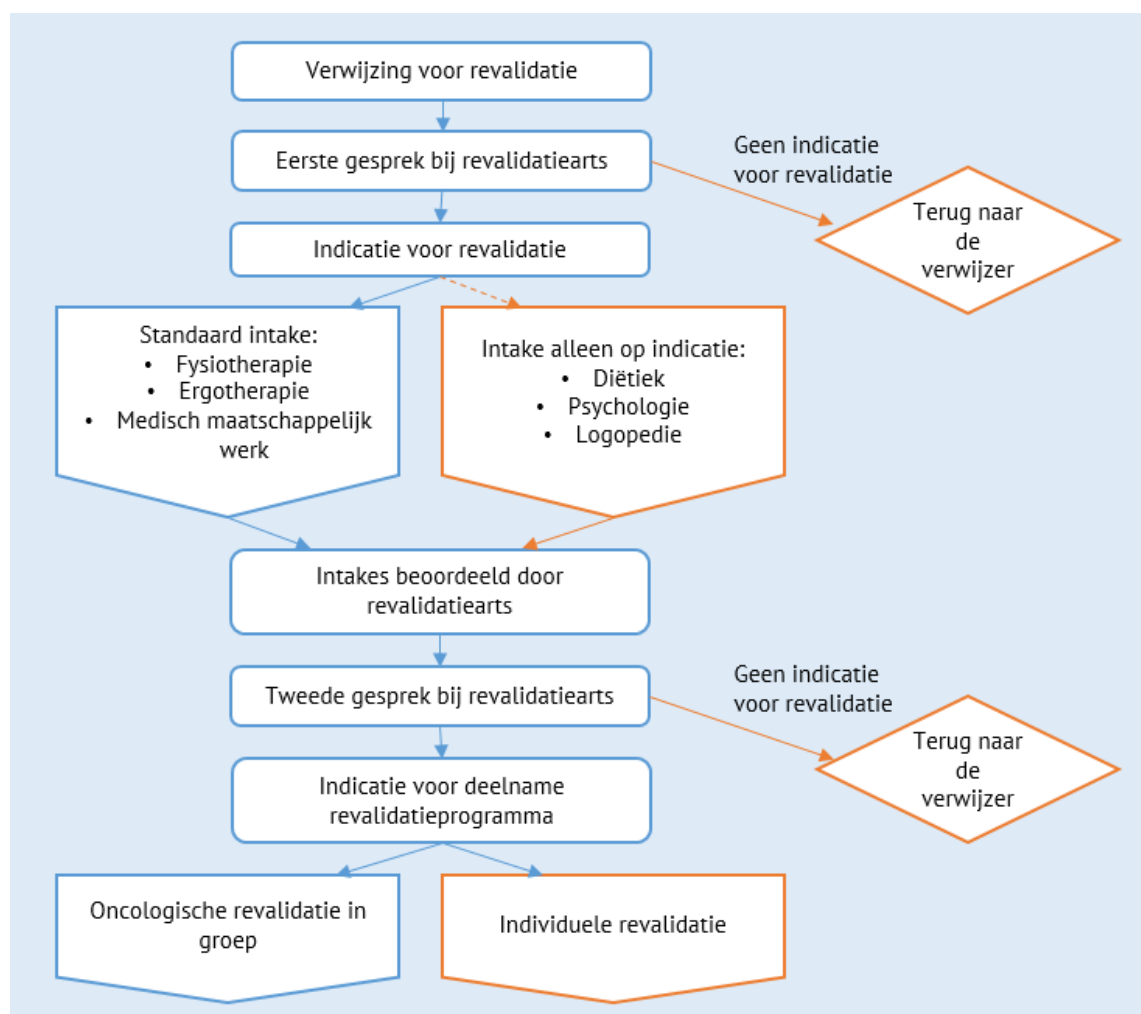 Verwijzing voor revalidatie
Eerste gesprek bij revalidatiearts
Geen indicatie
voor revalidatie
Terug naar
de
verwijzer
Indicatie voor revalidatie
Standaard intake:
• Fysiotherapie
• Ergotherapie
• Medisch maatschappelijk
werk
Intake alleen op indicatie:
• Diëtiek
• Psychologie
• Logopedie
Intakes beoordeeld door
revalidatiearts
Tweede gesprek bij revalidatiearts
Geen indicatie
voor revalidatie
Terug naar
de
verwijzer
Indicatie voor deelname
revalidatieprogramma
Oncologische revalidatie in
groep
Individuele revalidatie